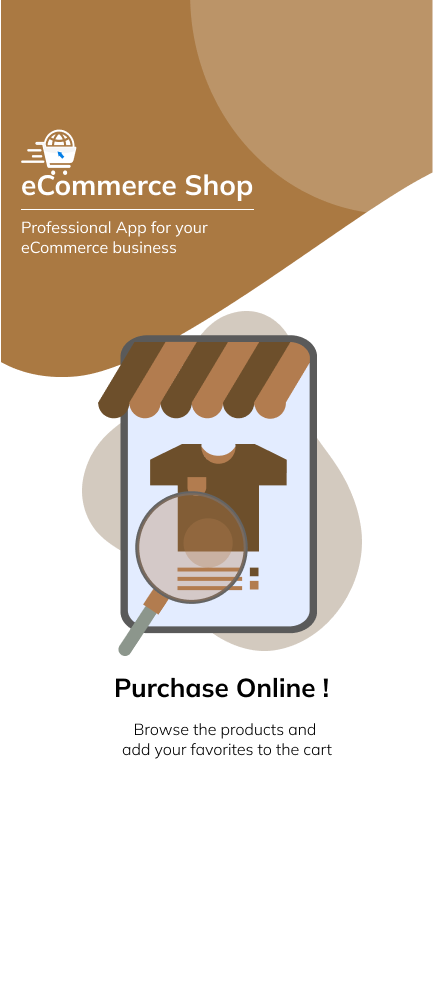 eCommerce Shop
Professional App for your
eCommerce business
Purchase Online !
Browse the products and
add your favorites to the cart